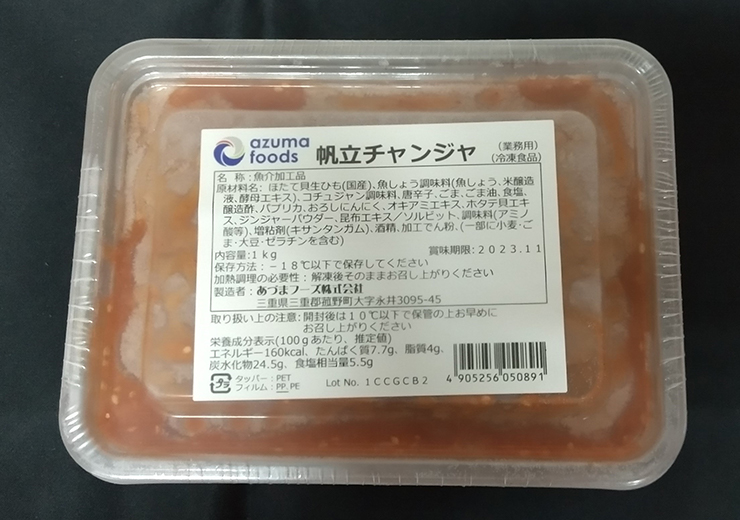 azuma foods
帆立チャンジャ
(業務用)
(冷凍食品)
名 称:魚介加工品
原材料名: ほたて貝生ひも(国産)、魚しょう調味料(魚しょう、米醸造
液、酵母エキス)、コチュジャン調味料、唐辛子、ごま、ごま油、食塩、
醸造酢、パプリカ、おろしにんにく、オキアミエキス、ホタテ貝エキ
ス、ジンジャーパウダー、昆布エキス/ソルビット、調味料(アミノ
酸等)、増粘剤(キサンタンガム)、酒精、加工でん粉、(一部に小麦・ご
ま・大豆・ゼラチンを含む)
内容量:1kg
賞味期限:2023.11
保存方法:-18℃以下で保存してください
加熱調理の必要性:解凍後そのままお召し上がりください
製造者:あづまフーズ株式会社
三重県三重郡菰野町大字永井3095-45
取り扱い上の注意:開封後は10℃以下で保管の上お早めに
お召し上がりください
栄養成分表示(100gあたり、推定値)
エネルギー160kcal、たんぱく質7.7g、脂質4g、
炭水化物24.5g、食塩相当量5.5g
タッパー:PET
フィルム:PP,PE
プラ
Lot No. 1CCGCB2
4905256050891